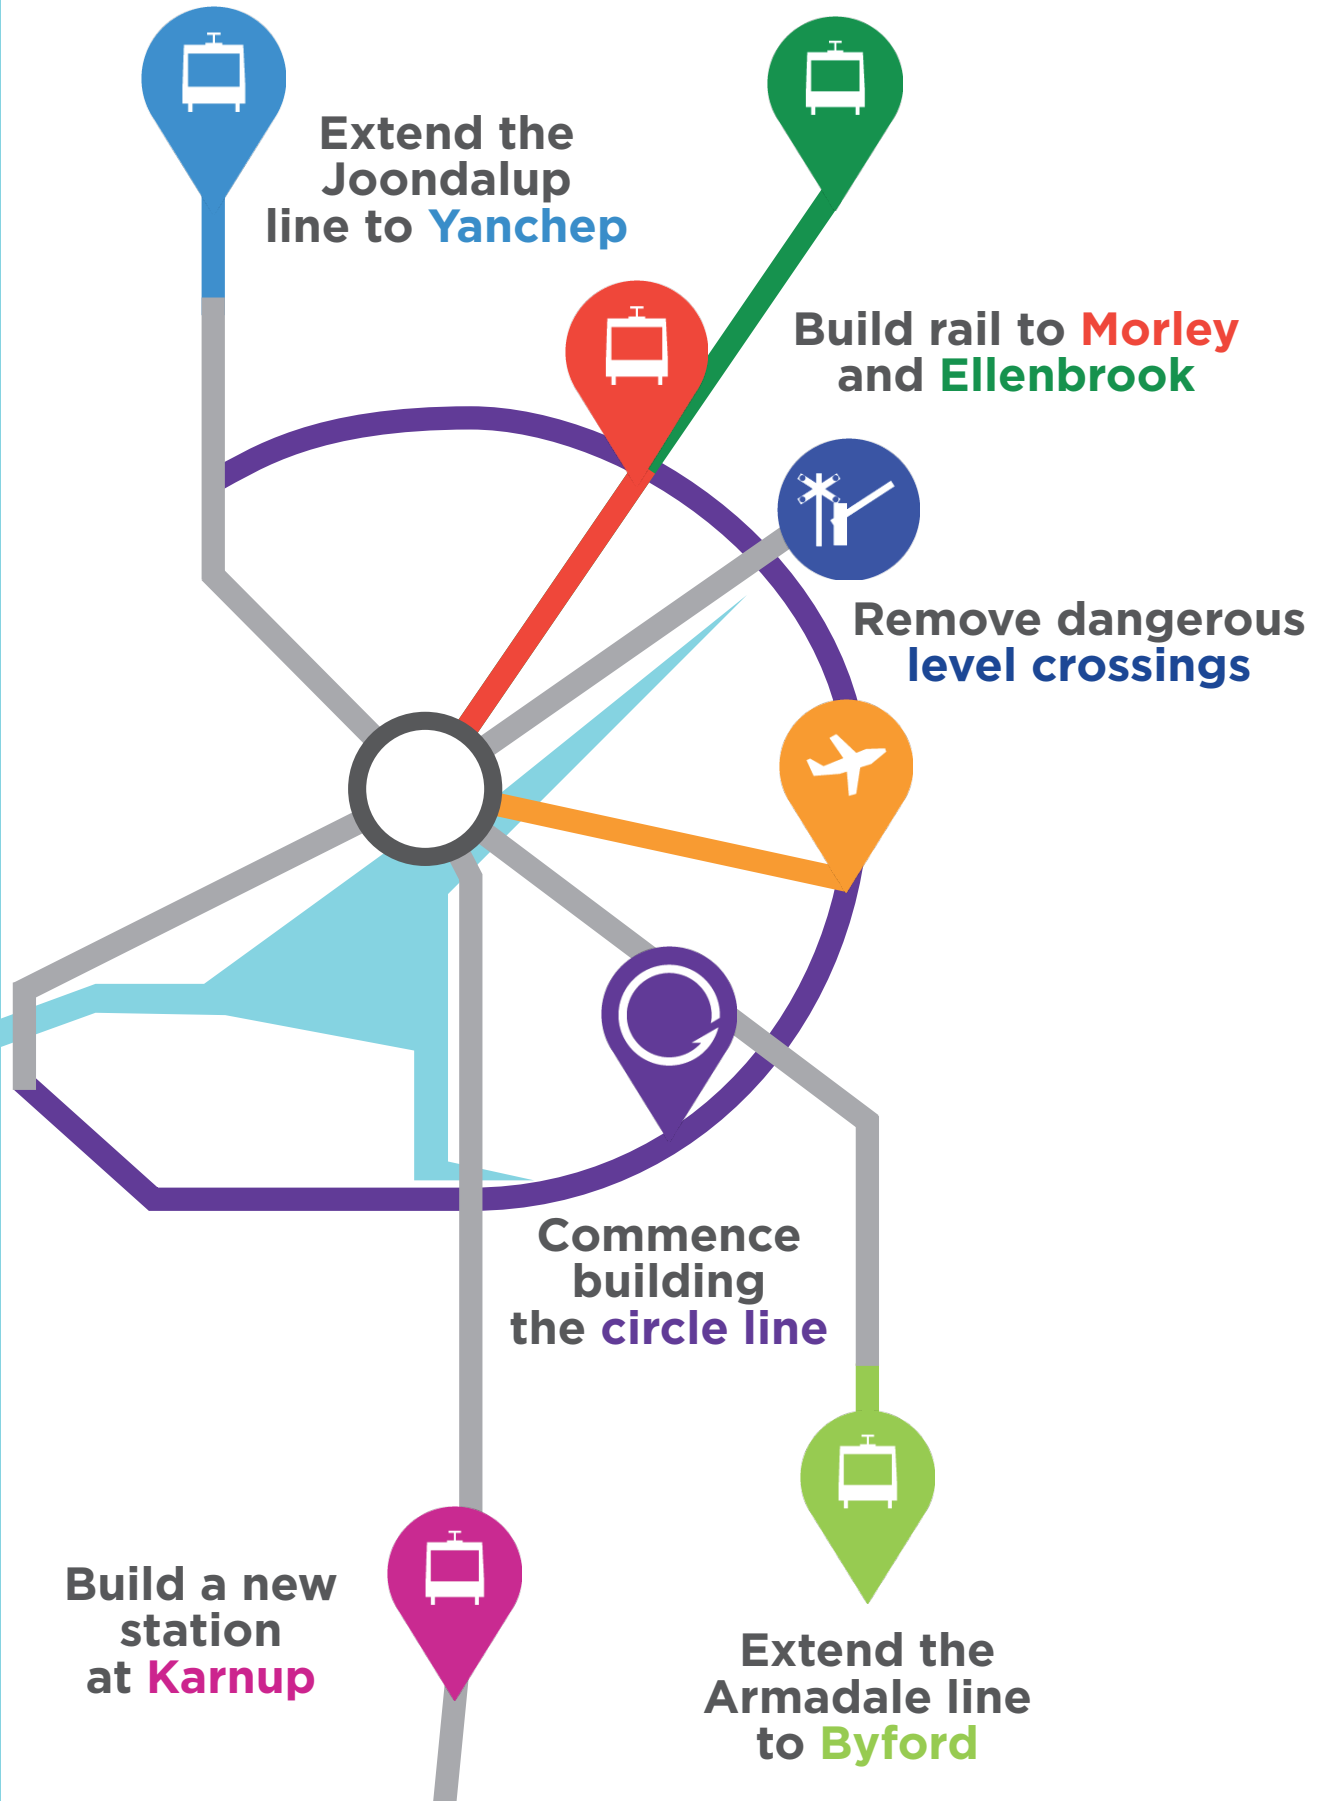 Extend the
Joondalup
line to Yanchep
Build rail to Morley
and Ellenbrook
Remove dangerous
level crossings
Commence
building
the circle line
Build a new
station
at Karnup
Extend the
Armadale line
to Byford